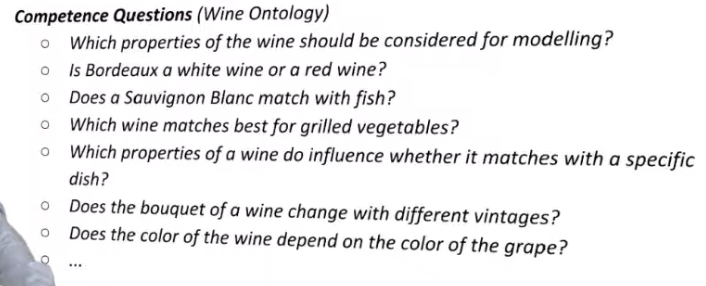 Competence Questions (Wine Ontology)
○ Which properties of the wine should be considered for modelling?
○ Is Bordeaux a white wine or a red wine?
○ Does a Sauvignon Blanc match with fish?
○ Which wine matches best for grilled vegetables?
○ Which properties of a wine do influence whether it matches with a specific
dish?
○ Does the bouquet of a wine change with different vintages?
○ Does the color of the wine depend on the color of the grape?
○ ...